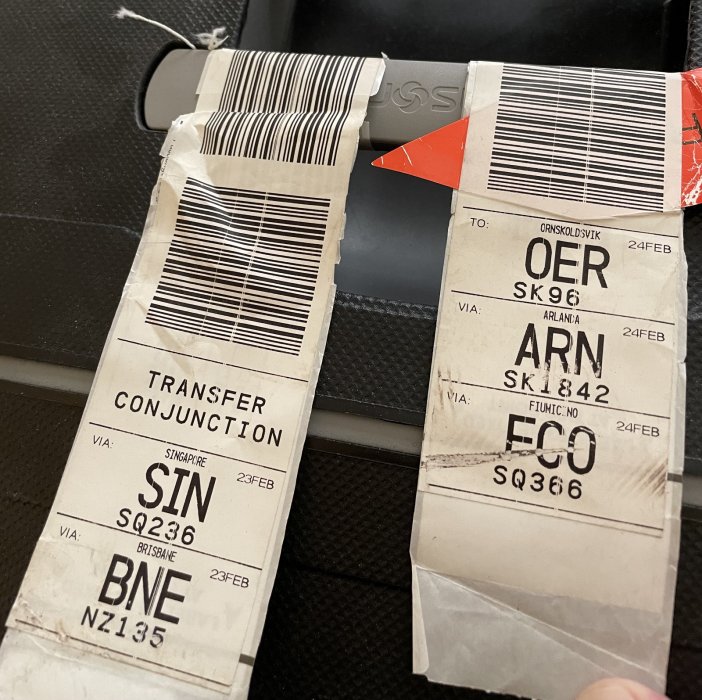 TRANSFER
CONJUNCTION
VIA:
SINGAPORE
23FEB
SIN
SQ236
VIA:
BRISBANE
23FEB
BNE
NZ135
TO:
ORNSKOLDSVIK
24FEB
OER
SK96
VIA:
ARLANDA
24FEB
ARN
SK1842
VIA:
FIUMICINO
24FEB
FCO
SQ366